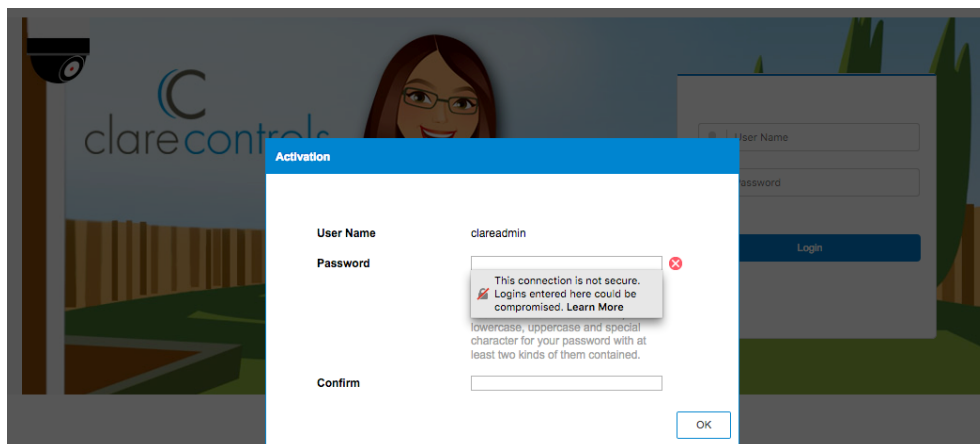 clarecontrols
User Name
Password
Login
Activation
User Name
clareadmin
Password
This connection is not secure.
Logins entered here could be
compromised. Learn More
lowercase, uppercase and special
character for your password with at
least two kinds of them contained.
Confirm
OK